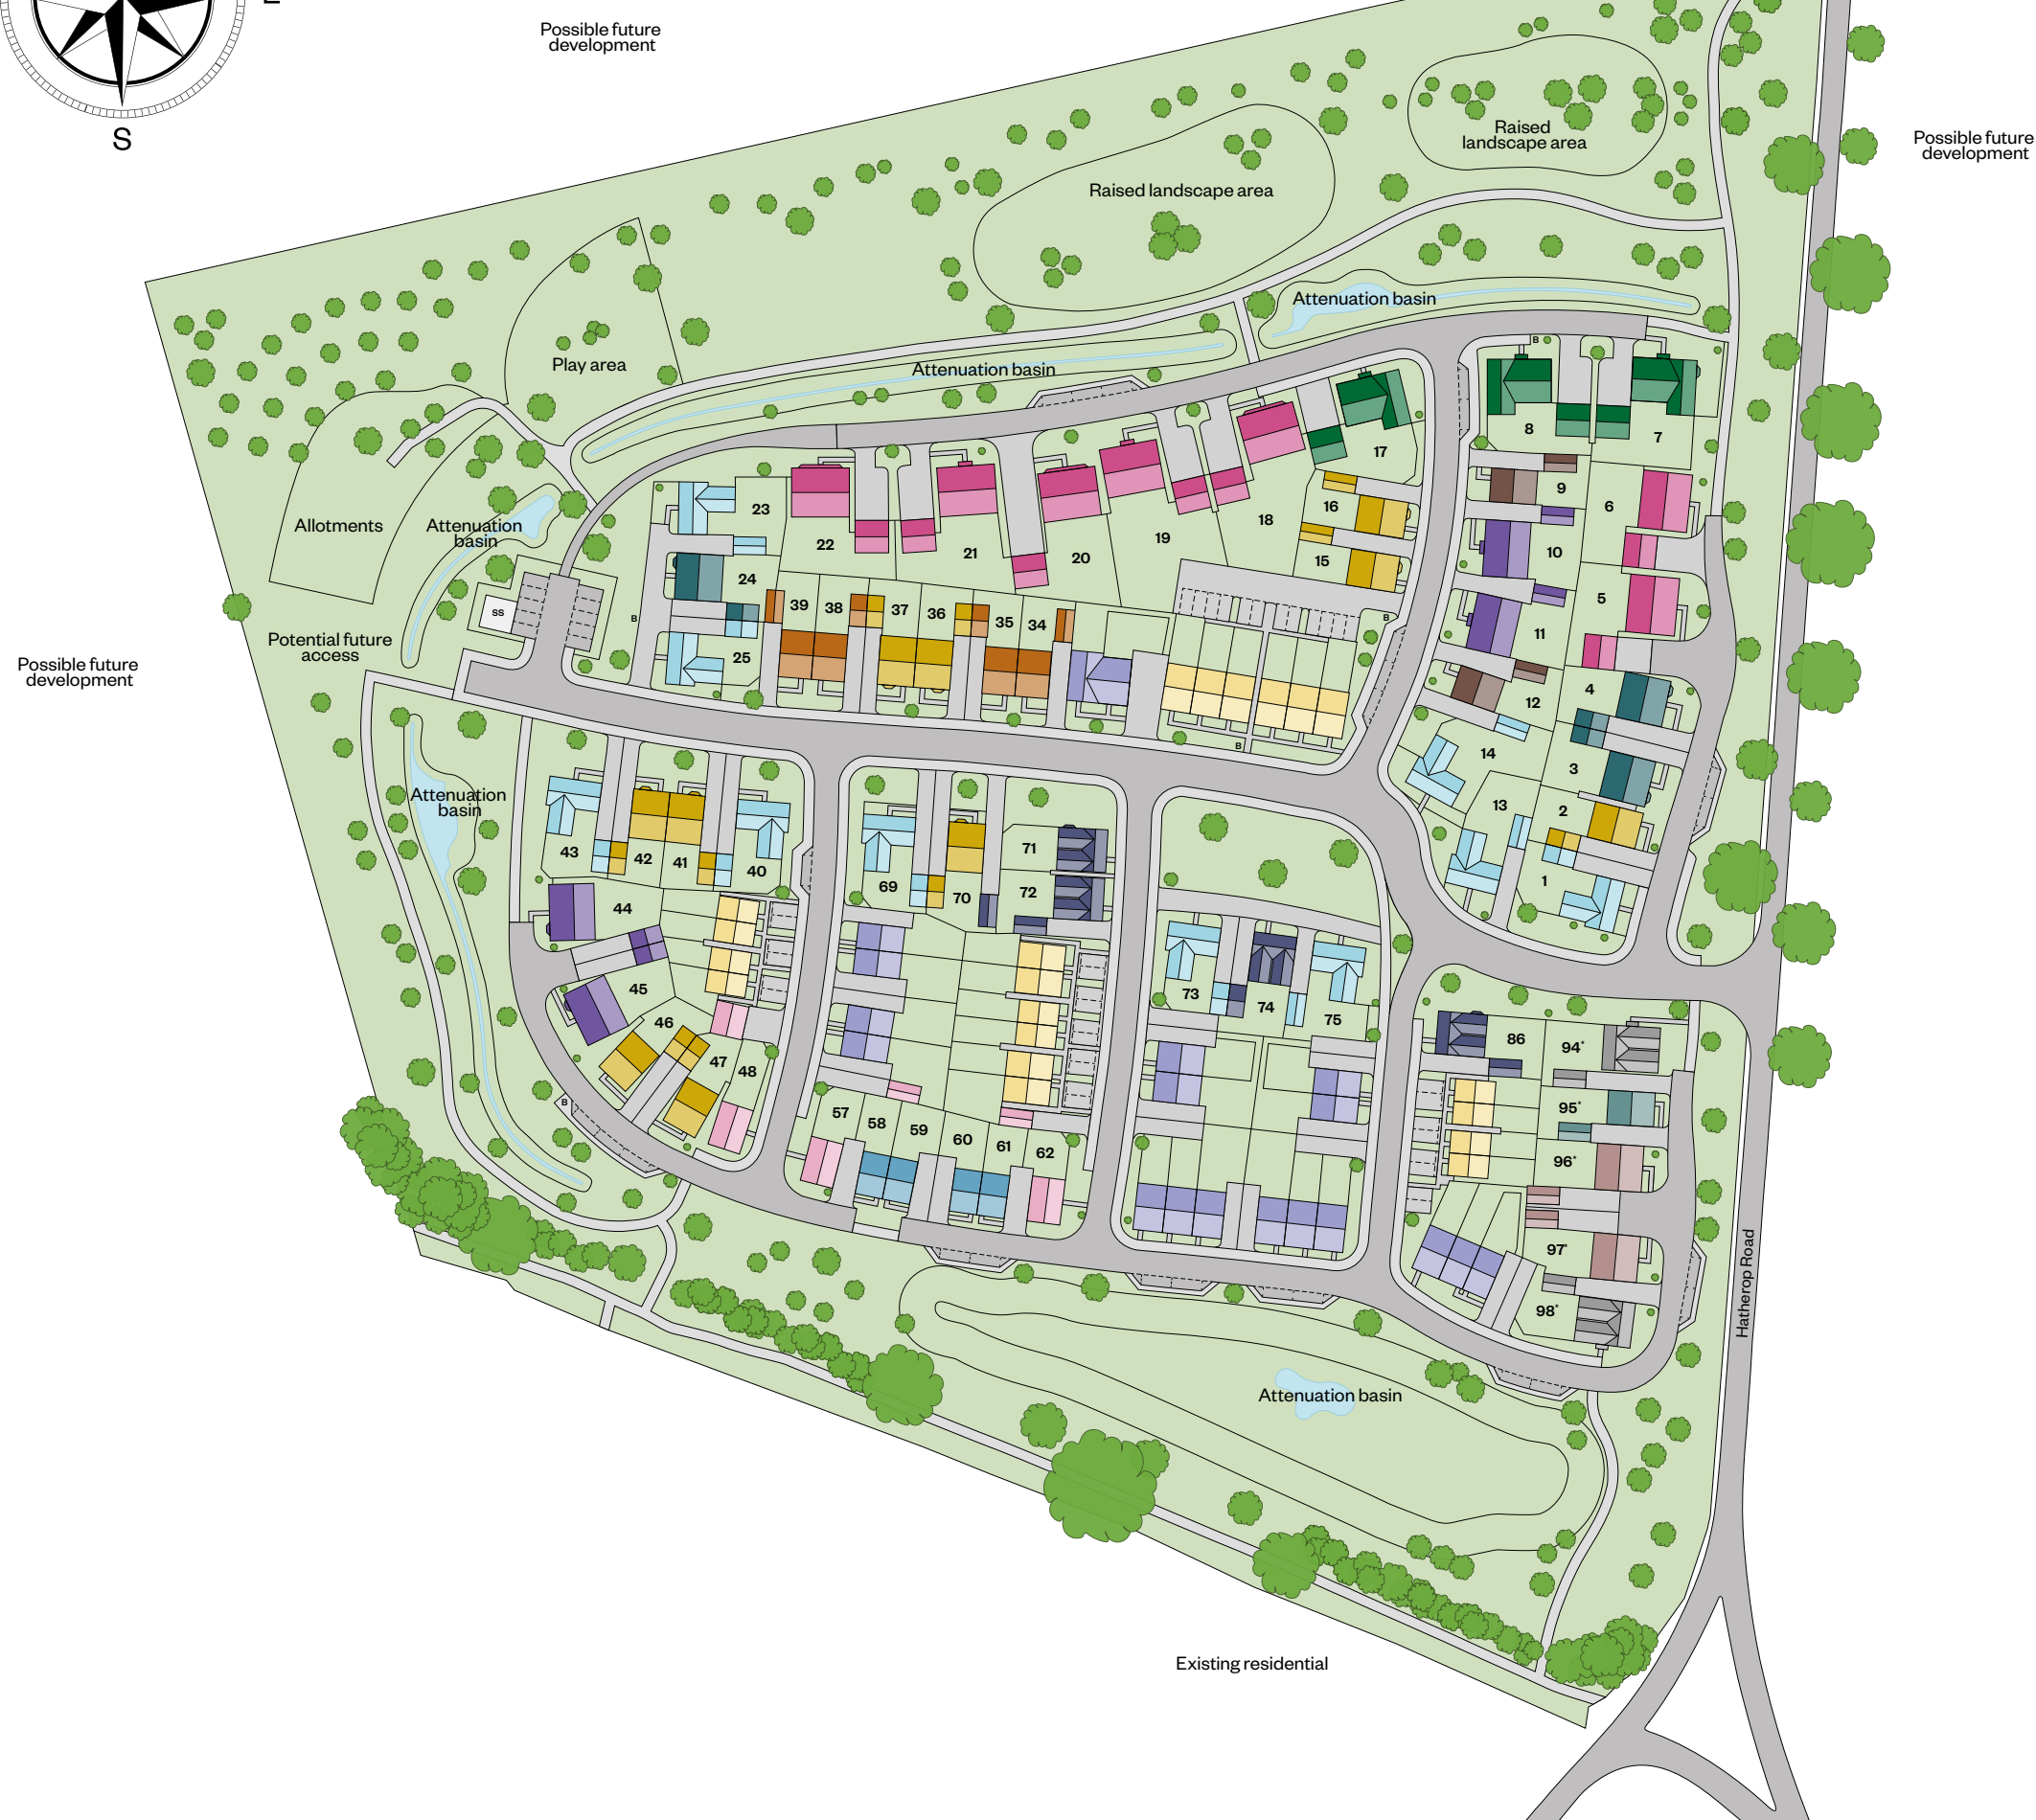 E
S
Possible future
development
Possible future
development
Raised
landscape area
Raised landscape area
Attenuation basin
Play area
Attenuation basin
B
8
7
17
23
22
21
20
19
18
16
15
9
6
10
5
11
4
12
14
3
13
2
1
Allotments
Attenuation
basin
SS
Potential future
access
Possible future
development
24
39
38
37
36
35
34
25
B
B
B
Attenuation
basin
43
42
41
40
69
70
71
72
44
45
46
47
48
B
73
74
75
86
94*
95*
96*
97*
98*
57
58
59
60
61
62
Hatherop Road
Attenuation basin
Existing residential